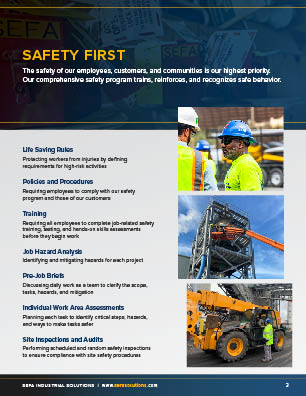 SEFA
SAFETY FIRST
The safety of our employees, customers, and communities is our highest priority.
Our comprehensive safety program trains, reinforces, and recognizes safe behavior.
Life Saving Rules
Protecting workers from injuries by defining
requirements for high-risk activities
Policies and Procedures
Requiring employees to comply with our safety
program and those of our customers
Training
Requiring all employees to complete job-related safety
training, testing, and hands-on skills assessments
before they begin work
Job Hazard Analysis
Identifying and mitigating hazards for each project
Pre-Job Briefs
Discussing daily work as a team to clarify the scope,
tasks, hazards, and mitigation
Individual Work Area Assessments
Planning each task to identify critical steps, hazards,
and ways to make tasks safer
Site Inspections and Audits
Performing scheduled and random safety inspections
to ensure compliance with site safety procedures
SEFA INDUSTRIAL SOLUTIONS | WWW.SEFASOLUTIONS.COM
3